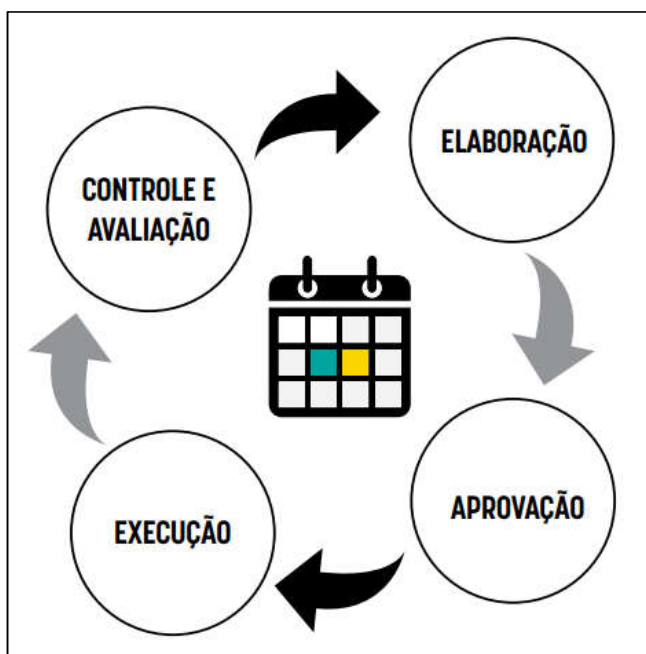 CONTROLE E
AVALIAÇÃO
ELABORAÇÃO
APROVAÇÃO
EXECUÇÃO